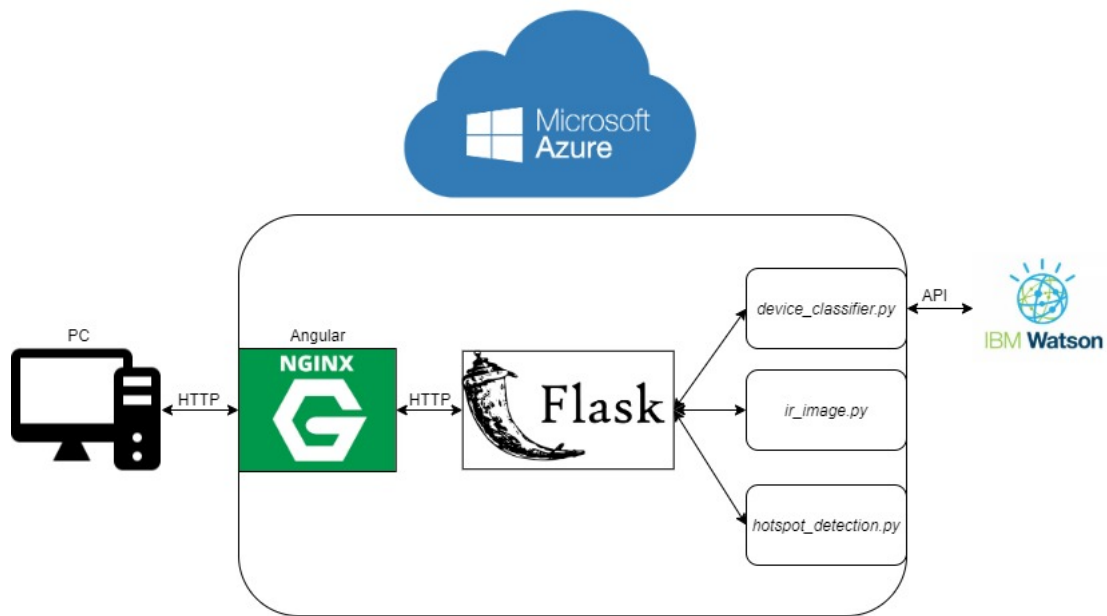 Microsoft
Azure
PC
HTTP
Angular
NGINX
G
HTTP
Flask
device_classifier.py
ir_image.py
hotspot_detection.py
API
IBM Watson